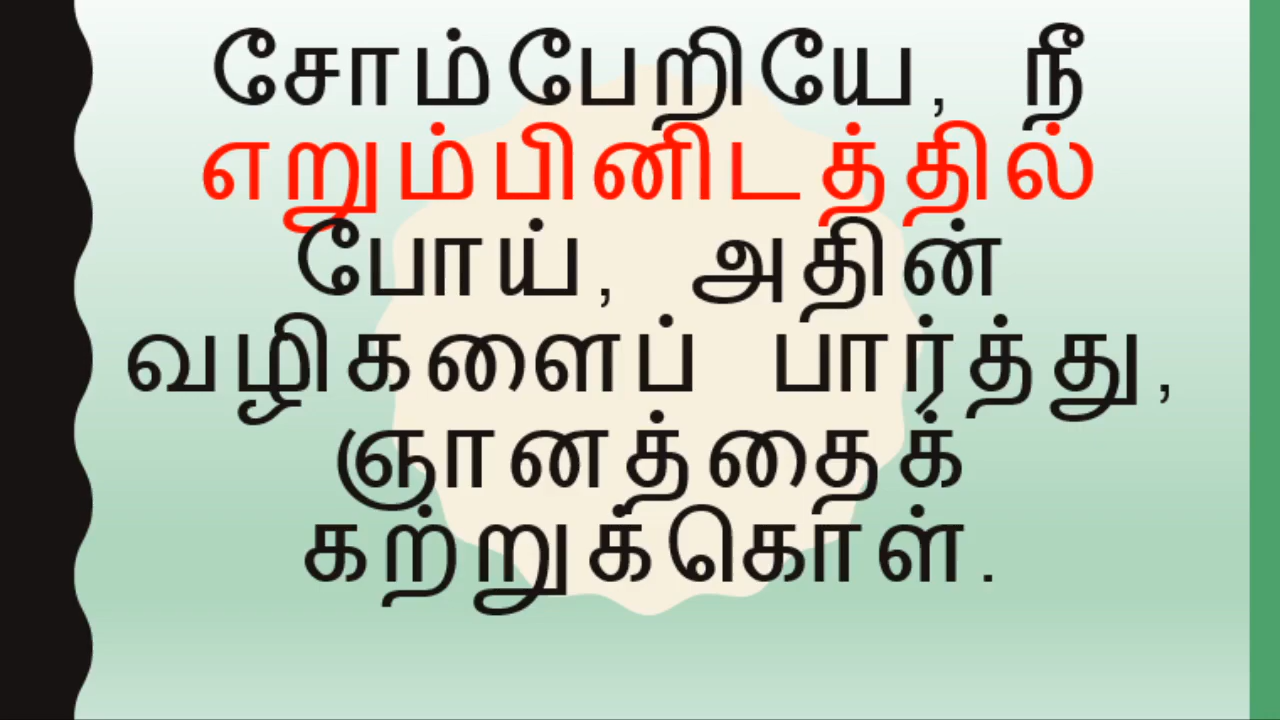 சோம்பேறியே, நீ
எறும்பினிடத்தில்
போய், அதின்
வழிகளைப் பார்த்து,
ஞானத்தைக்
கற்றுக்கொள்.